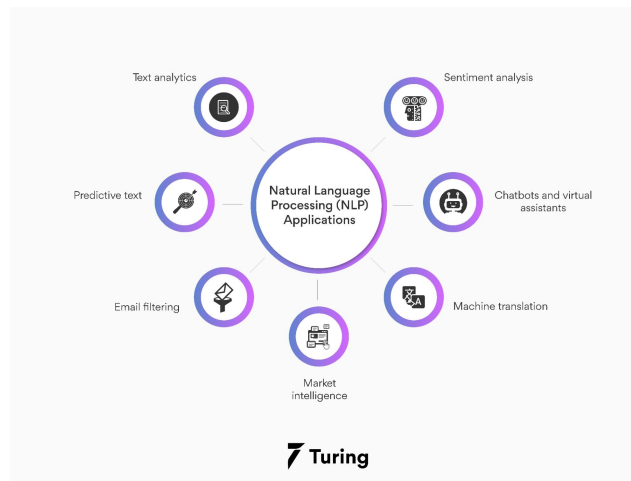 Text analytics
Sentiment analysis
Natural Language
Processing (NLP)
Applications
Predictive text
Chatbots and virtual
assistants
Email filtering
Machine translation
Market
intelligence
Turing